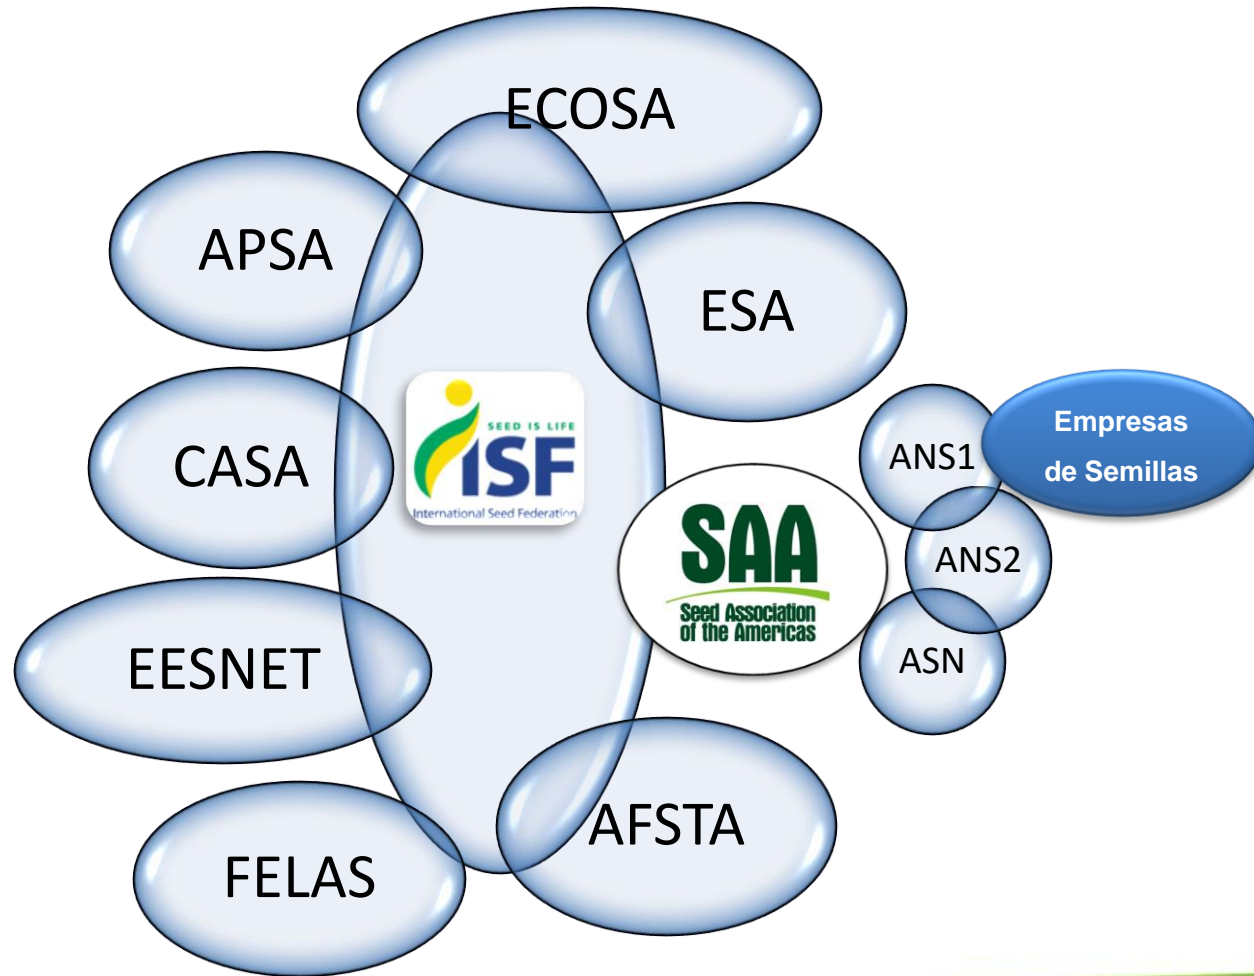 ECOSA
APSA
ESA
CASA
SEED IS LIFE
ISF
International Seed Federation
Empresas
de Semillas
ANS1
SAA
Seed Association
of the Americas
ANS2
ASN
EESNET
AFSTA
FELAS